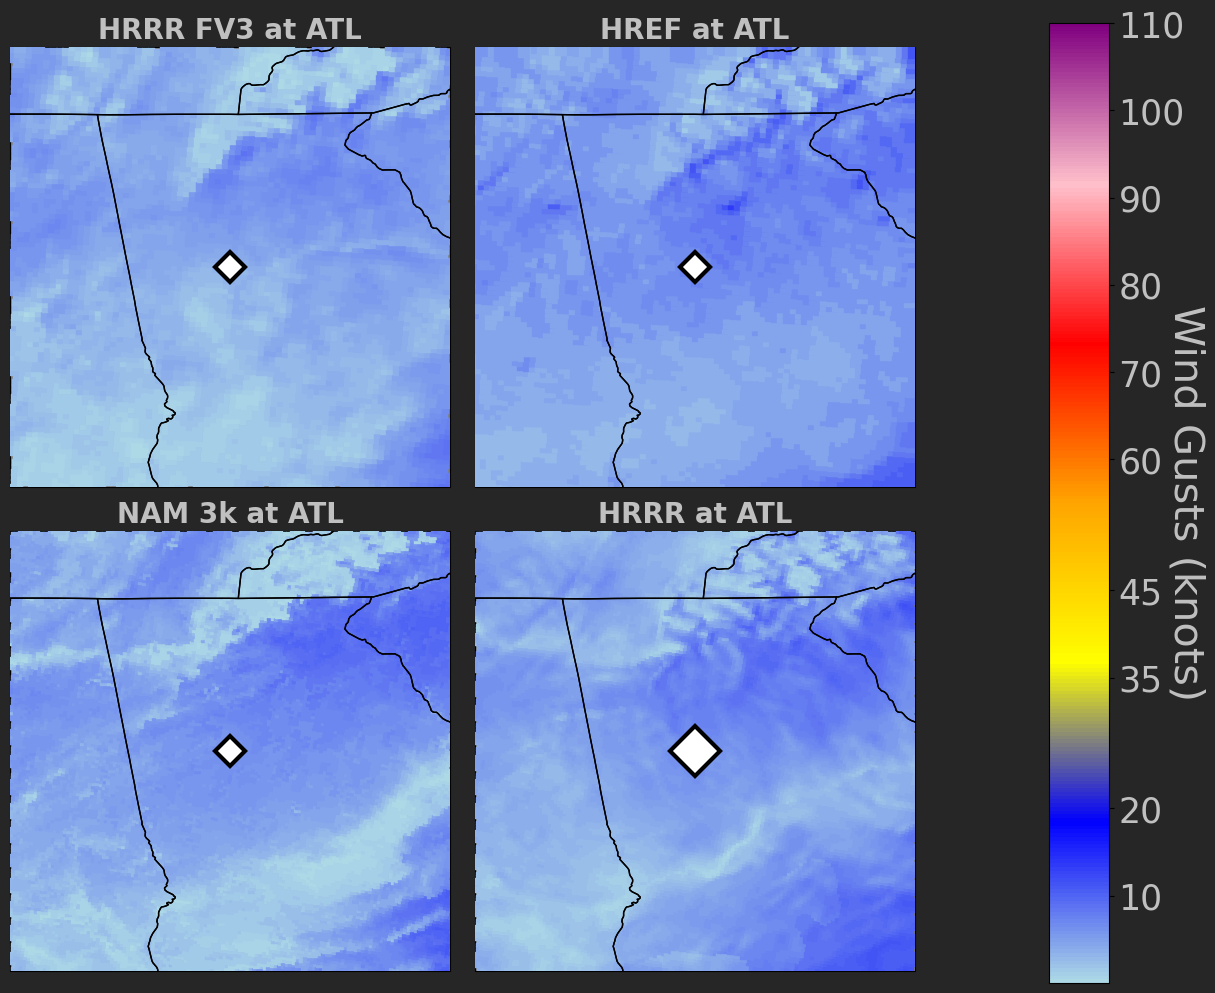 HRRR FV3 at ATL
HREF at ATL
NAM 3k at ATL
HRRR at ATL
110
100
90
80
70
60
45
35
20
10
Wind Gusts (knots)